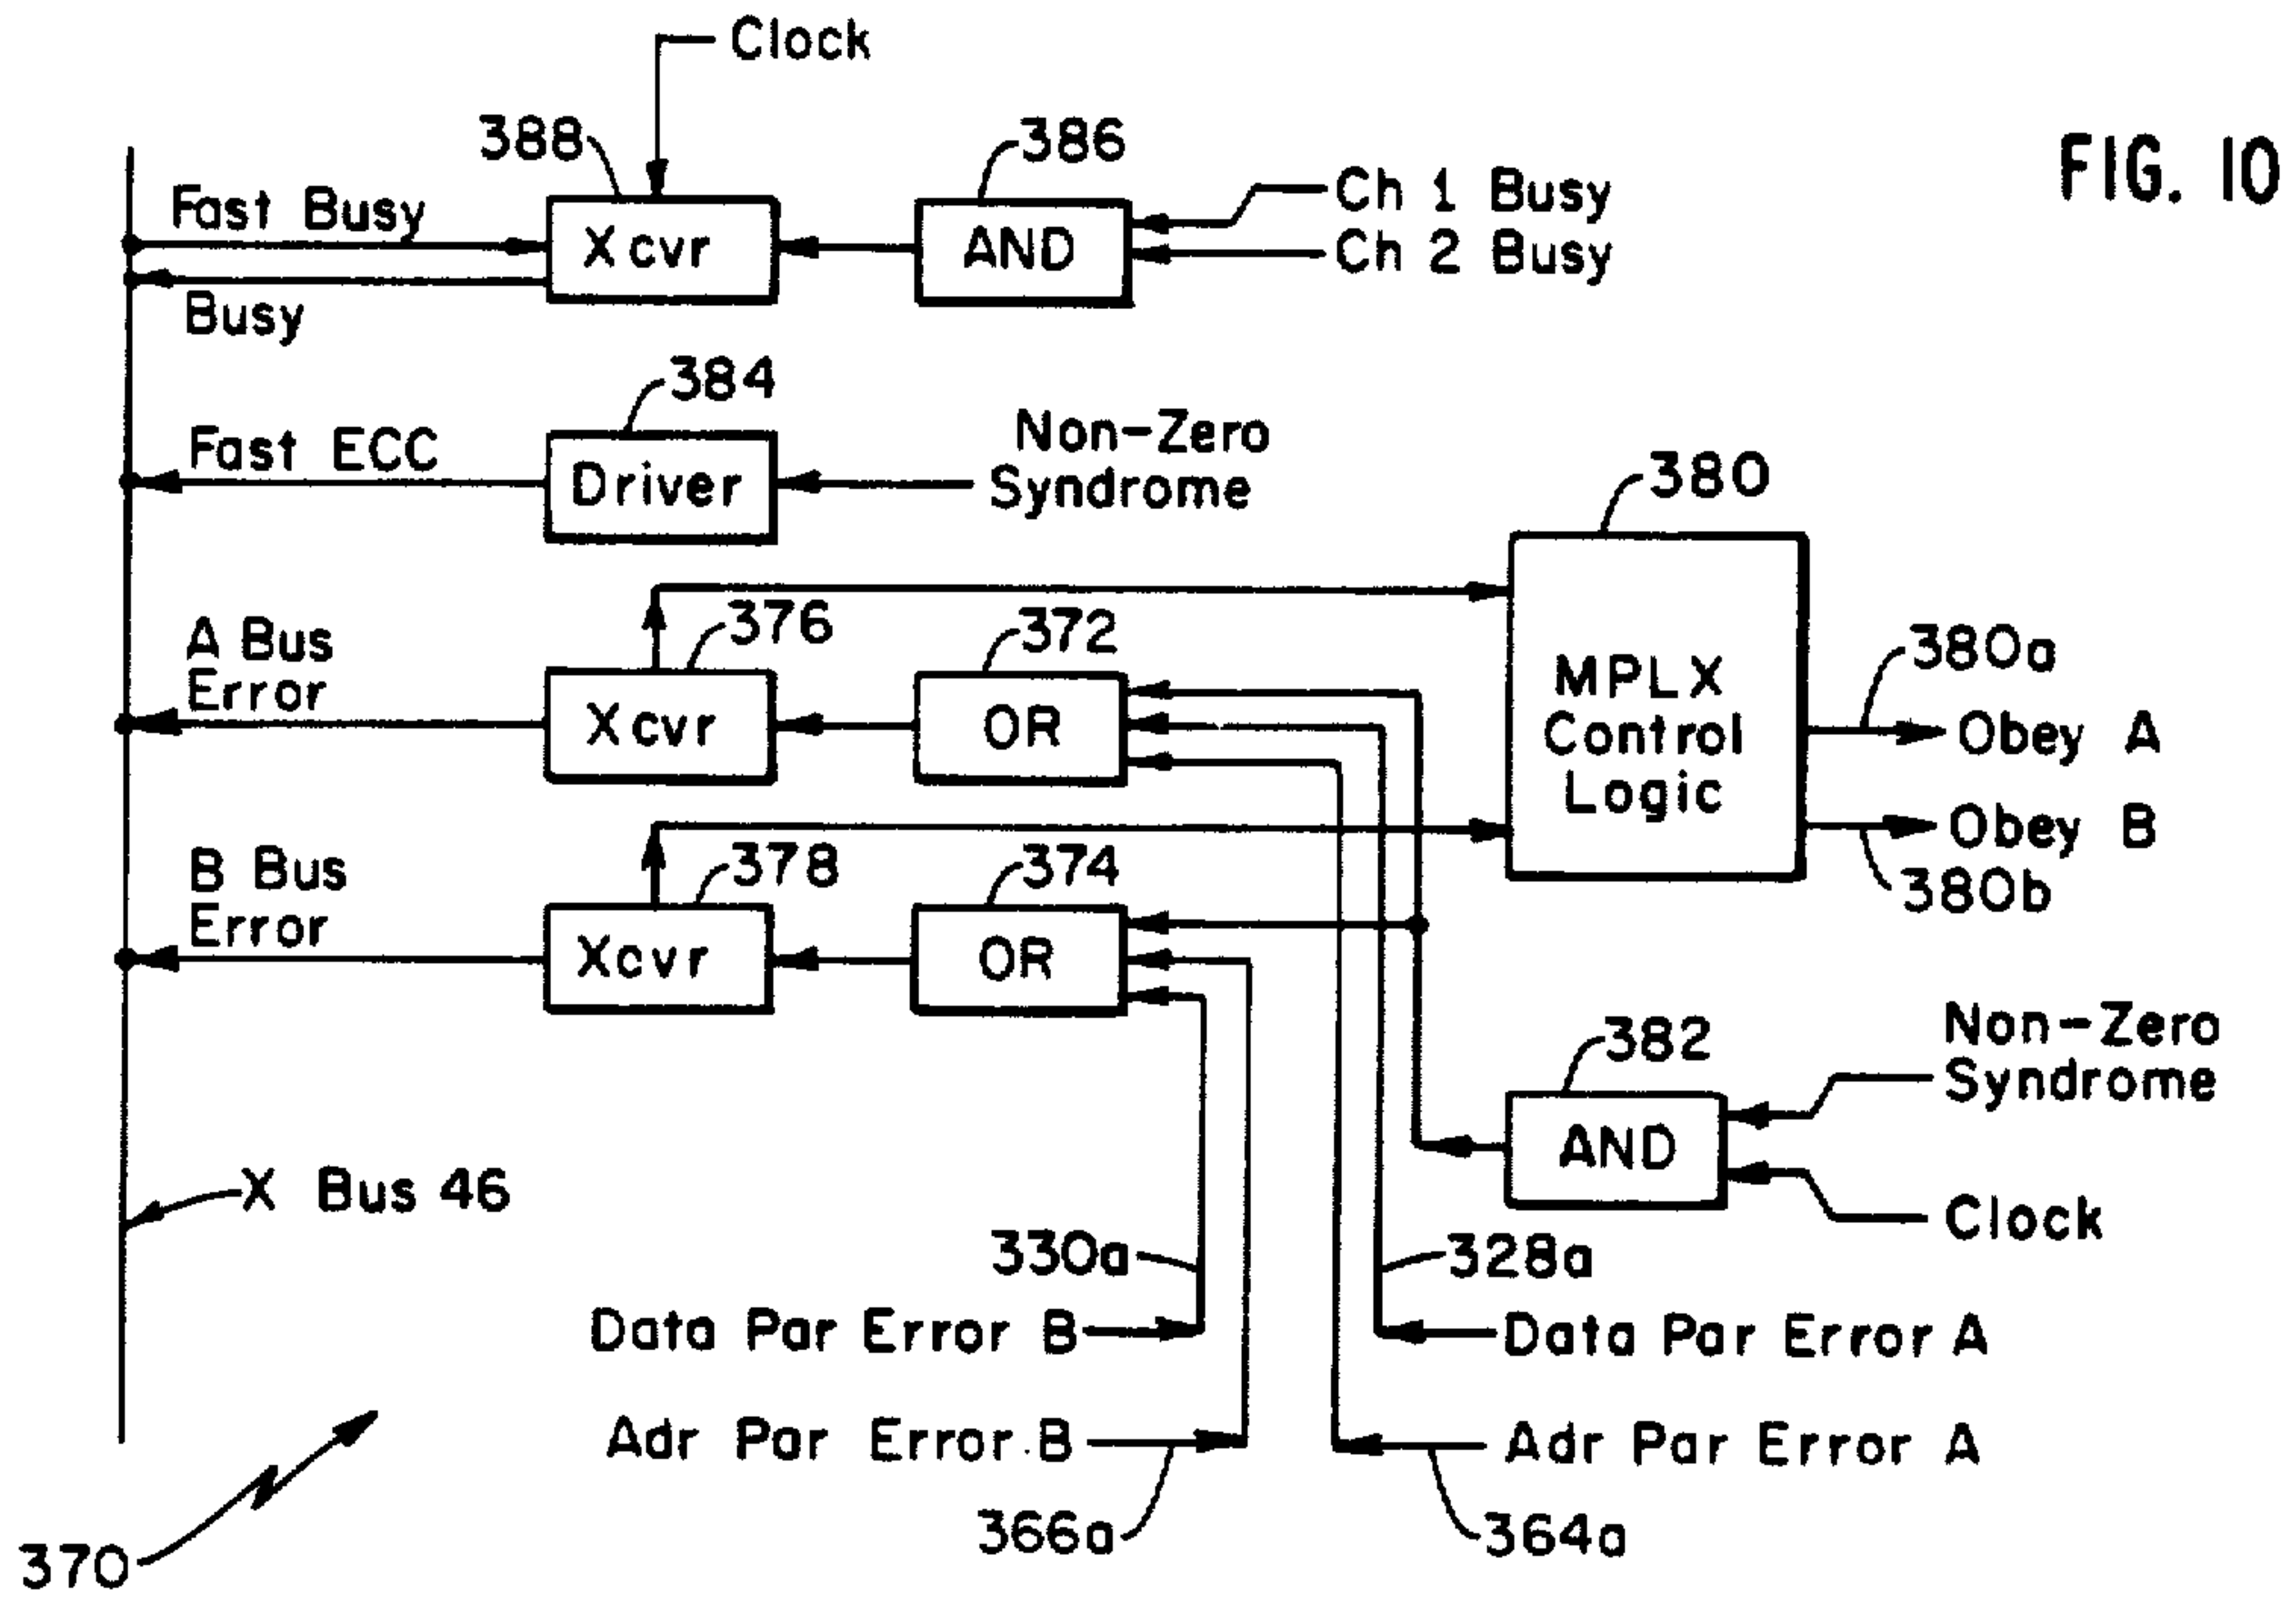 Clock
388
386
FIG. 10
Fast Busy
Xcvr
AND
Ch 1 Busy
Ch 2 Busy
Busy
384
Fast ECC
Driver
Non-Zero
Syndrome
380
A Bus
Error
376
372
Xcvr
OR
MPLX
Control
Logic
380a
Obey A
Obey B
380b
B Bus
Error
378
374
Xcvr
OR
382
Non-Zero
Syndrome
AND
Clock
X Bus 46
330a
328a
Data Par Error B
Data Par Error A
Adr Par Error B
Adr Par Error A
366a
364a
370